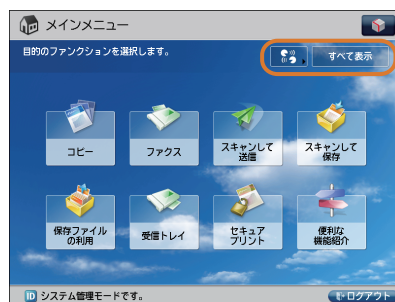 メインメニュー
目的のファンクションを選択します。
すべて表示
コピー
ファクス
スキャンして
送信
スキャンして
保存
保存ファイル
の利用
受信トレイ
セキュア
プリント
便利な
機能紹介
ID システム管理モードです。
ログアウト